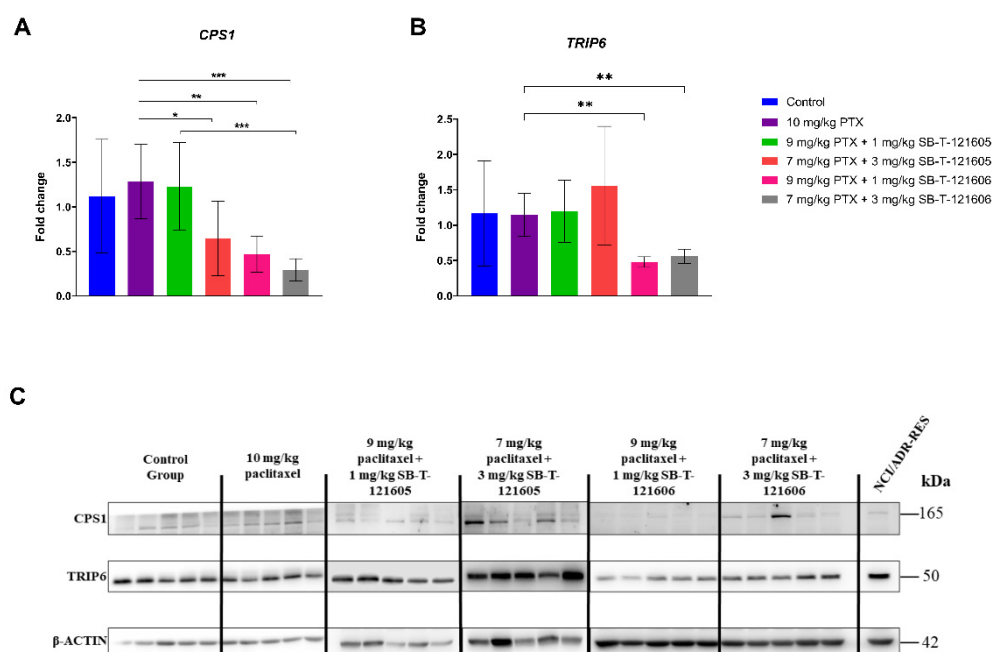 A
CPS1
***
**
*
***
Fold change
2.0
1.5
1.0
0.5
0.0
B
TRIP6
**
**
Fold change
2.5
2.0
1.5
1.0
0.5
0.0
Control
10 mg/kg PTX
9 mg/kg PTX + 1 mg/kg SB-T-121605
7 mg/kg PTX + 3 mg/kg SB-T-121605
9 mg/kg PTX + 1 mg/kg SB-T-121606
7 mg/kg PTX + 3 mg/kg SB-T-121606
C
Control
Group
10 mg/kg
paclitaxel
9 mg/kg
paclitaxel +
1 mg/kg SB-T-
121605
7 mg/kg
paclitaxel +
3 mg/kg SB-T-
121605
9 mg/kg
paclitaxel +
1 mg/kg SB-T-
121606
7 mg/kg
paclitaxel +
3 mg/kg SB-T-
121606
NCI/ADR-RES
kDa
CPS1
165
TRIP6
50
β-ACTIN
42